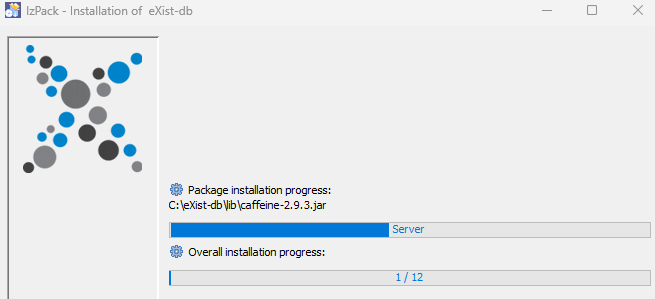 IzPack - Installation of  eXist-db
Package installation progress:
C:\eXist-db\lib\caffeine-2.9.3.jar
Server
Overall installation progress:
1 / 12